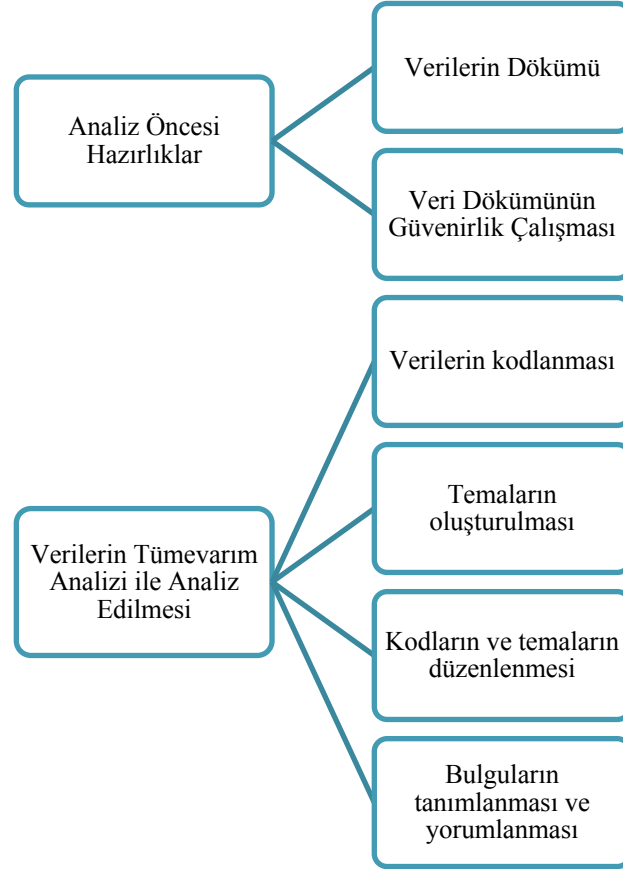 Analiz Öncesi
Hazırlıklar
Verilerin Dökümü
Veri Dökümünün
Güvenirlik Çalışması
Verilerin Tümevarım
Analizi ile Analiz
Edilmesi
Verilerin kodlanması
Temaların
oluşturulması
Kodların ve temaların
düzenlenmesi
Bulguların
tanımlanması ve
yorumlanması